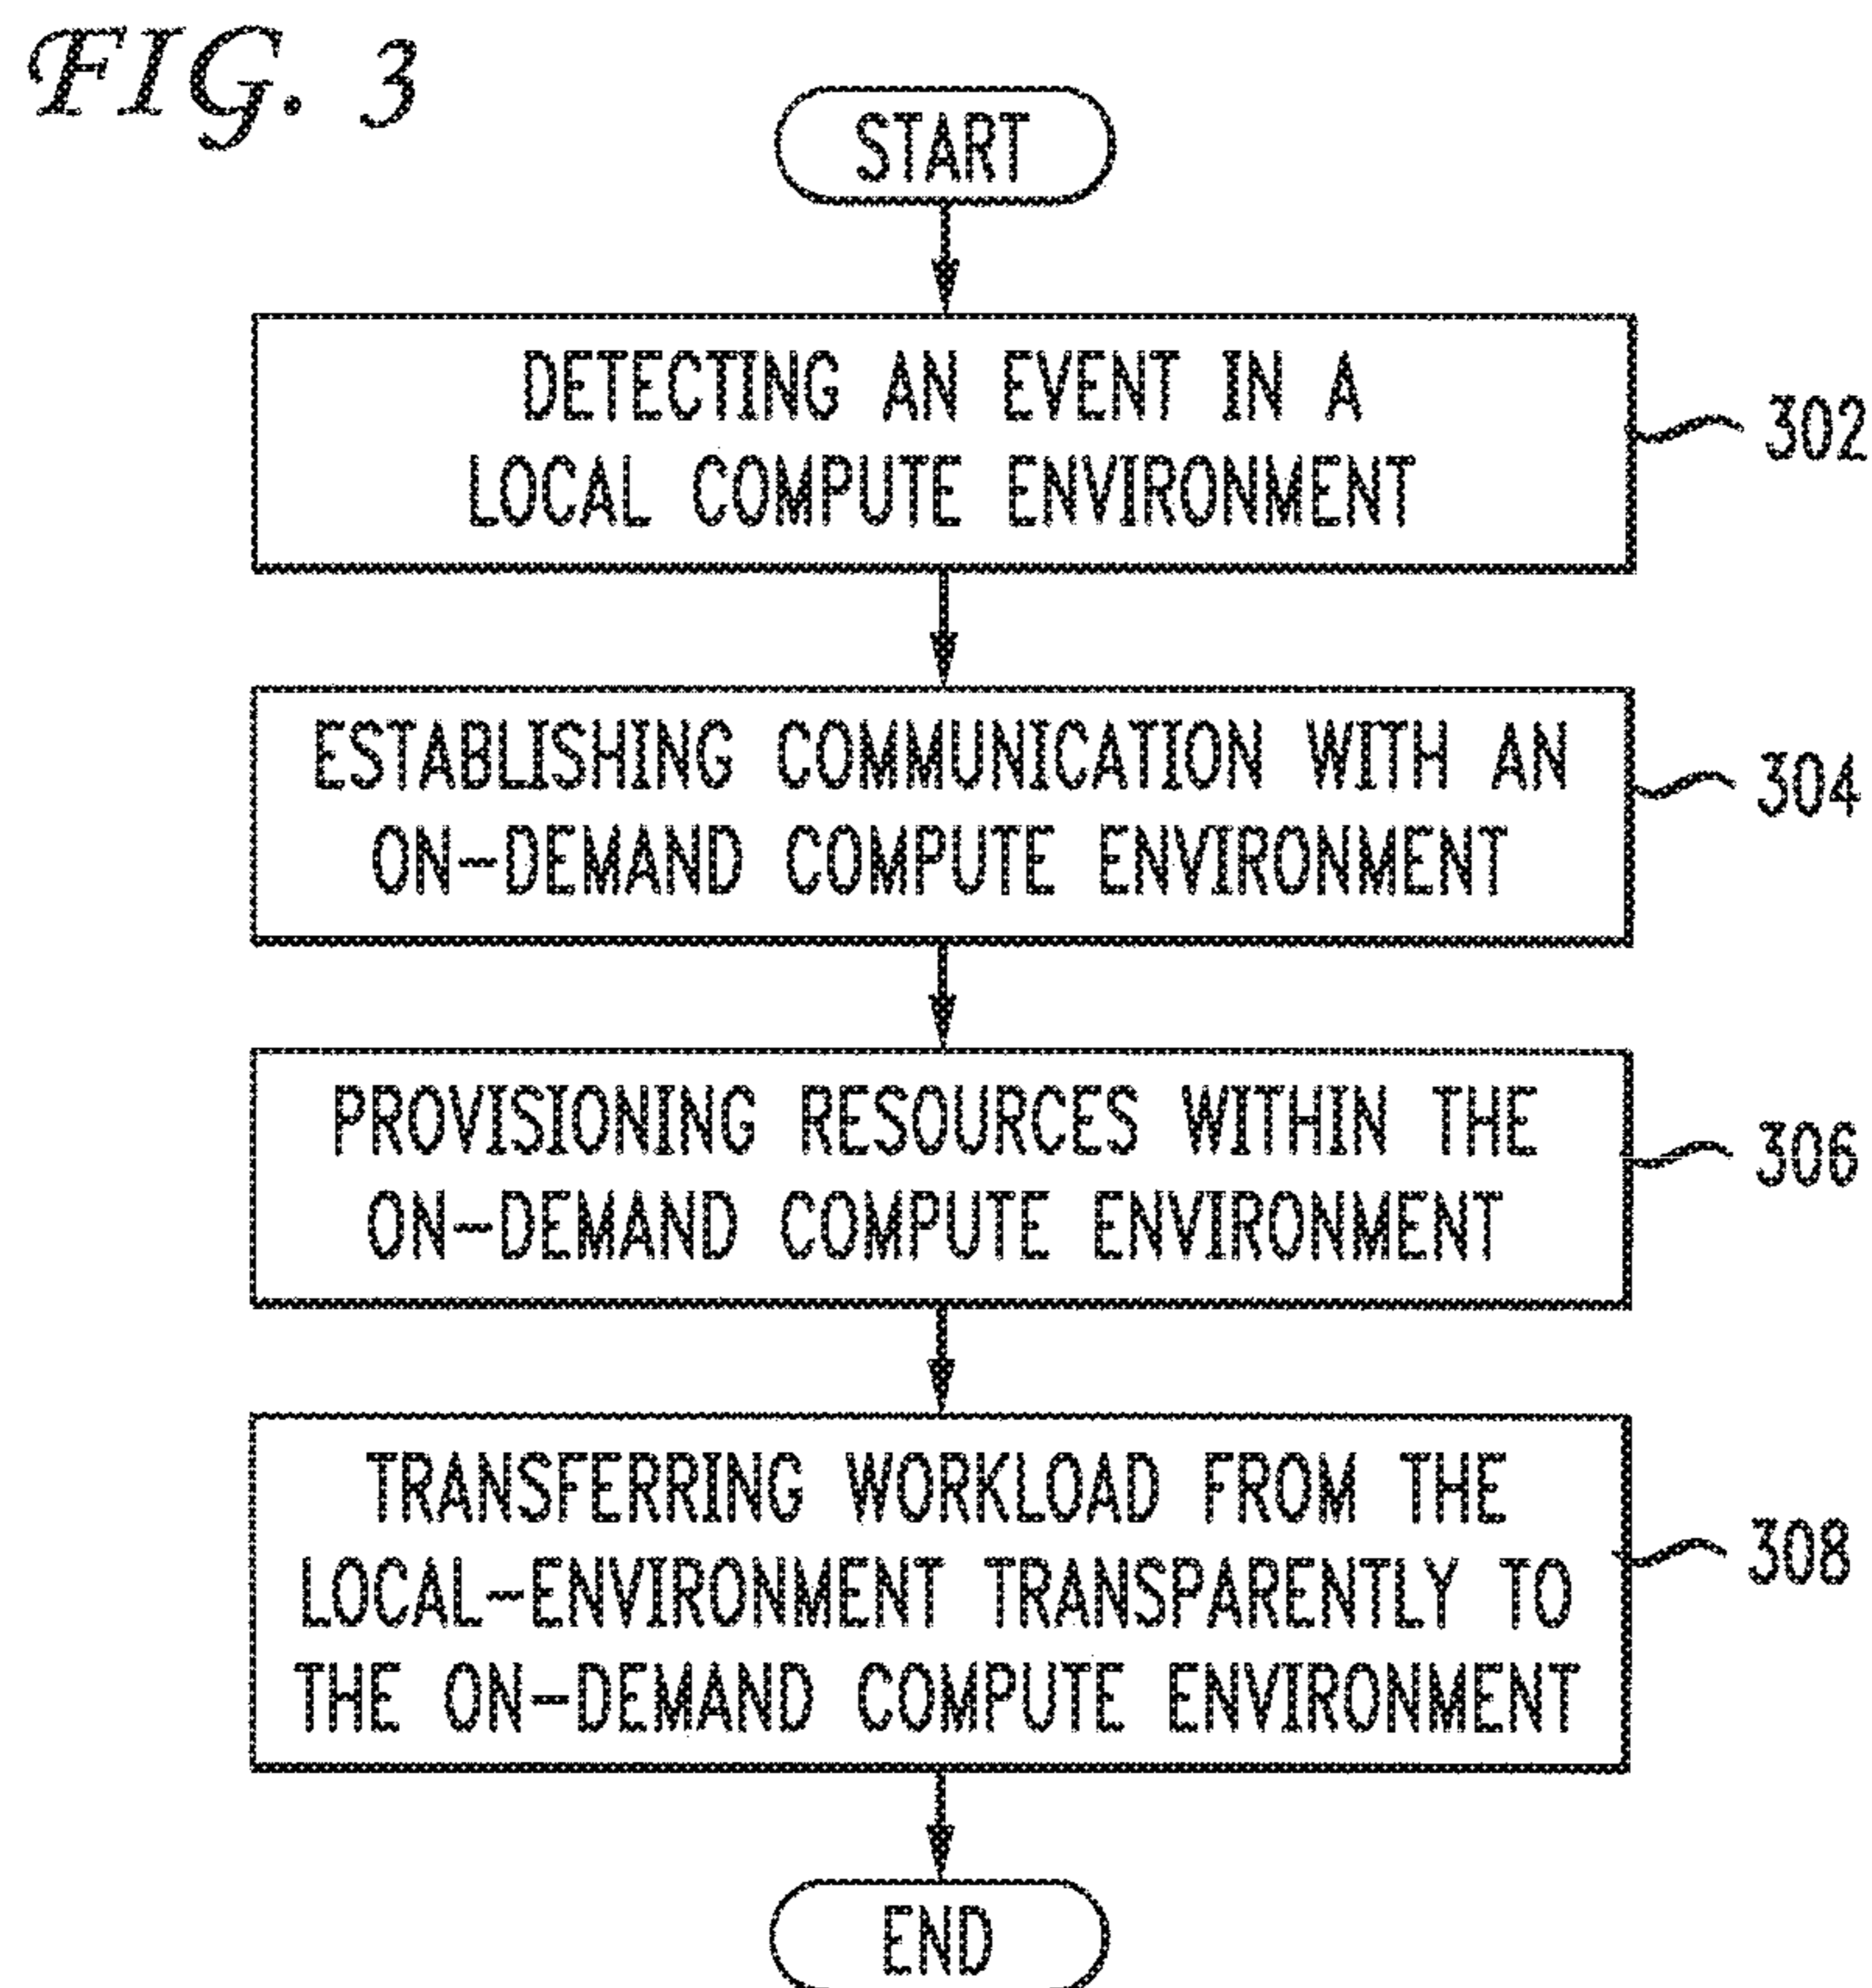 FIG. 3
START
DETECTING AN EVENT IN A
LOCAL COMPUTE ENVIRONMENT
302
ESTABLISHING COMMUNICATION WITH AN
ON-DEMAND COMPUTE ENVIRONMENT
304
PROVISIONING RESOURCES WITHIN THE
ON-DEMAND COMPUTE ENVIRONMENT
306
TRANSFERRING WORKLOAD FROM THE
LOCAL-ENVIRONMENT TRANSPARENTLY TO
THE ON-DEMAND COMPUTE ENVIRONMENT
308
END